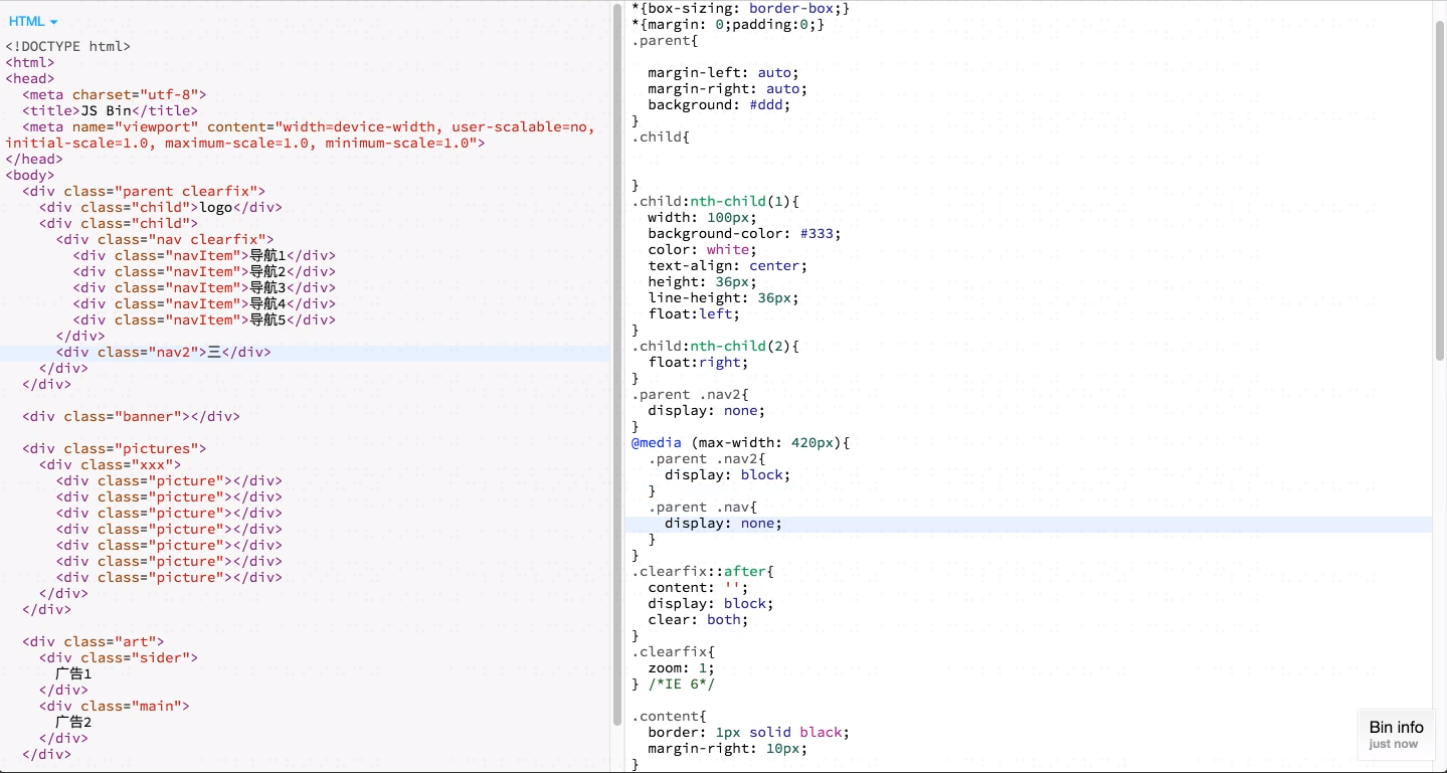 HTML
<!DOCTYPE html>
<html>
<head>
<meta charset="utf-8">
<title>JS Bin</title>
<meta name="viewport" content="width=device-width, user-scalable=no,
initial-scale=1.0, maximum-scale=1.0, minimum-scale=1.0">
</head>
<body>
<div class="parent clearfix">
<div class="child">logo</div>
<div class="child">
<div class="nav clearfix">
<div class="navItem">导航1</div>
<div class="navItem">导航2</div>
<div class="navItem">导航3</div>
<div class="navItem">导航4</div>
<div class="navItem">导航5</div>
</div>
<div class="nav2">三</div>
</div>
</div>
<div class="banner"></div>
<div class="pictures">
<div class="xxx">
<div class="picture"></div>
<div class="picture"></div>
<div class="picture"></div>
<div class="picture"></div>
<div class="picture"></div>
<div class="picture"></div>
<div class="picture"></div>
</div>
</div>
<div class="art">
<div class="sider">
广告1
</div>
<div class="main">
广告2
</div>
</div>
*{box-sizing: border-box;}
*{margin: 0;padding:0;}
.parent{
margin-left: auto;
margin-right: auto;
background: #ddd;
}
.child{
}
.child:nth-child(1){
width: 100px;
background-color: #333;
color: white;
text-align: center;
height: 36px;
line-height: 36px;
float:left;
}
.child:nth-child(2){
float:right;
}
.parent .nav2{
display: none;
}
@media (max-width: 420px){
.parent .nav2{
display: block;
}
.parent .nav{
display: none;
}
}
.clearfix::after{
content: '';
display: block;
clear: both;
}
.clearfix{
zoom: 1;
} /*IE 6*/
.content{
border: 1px solid black;
margin-right: 10px;
}
Bin info
just now